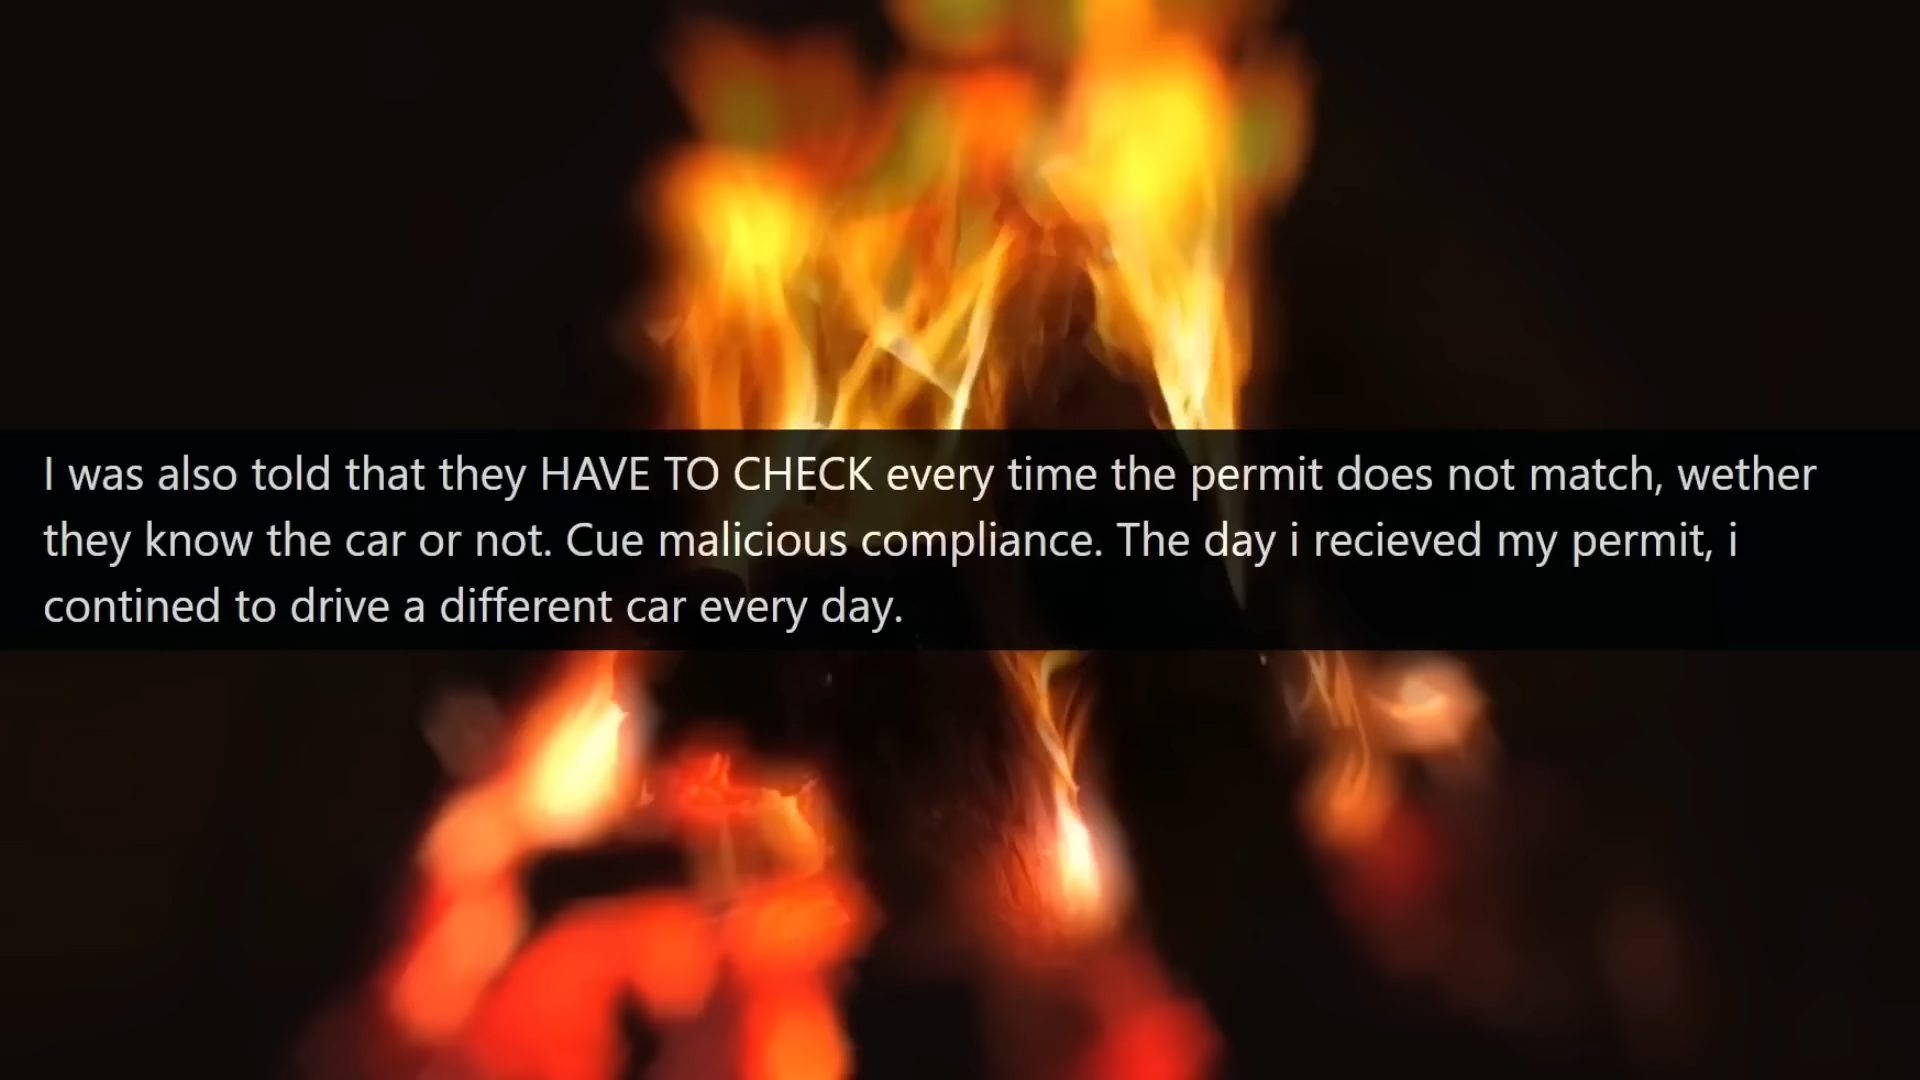 I was also told that they HAVE TO CHECK every time the permit does not match, wether
they know the car or not. Cue malicious compliance. The day i recieved my permit, i
contined to drive a different car every day.